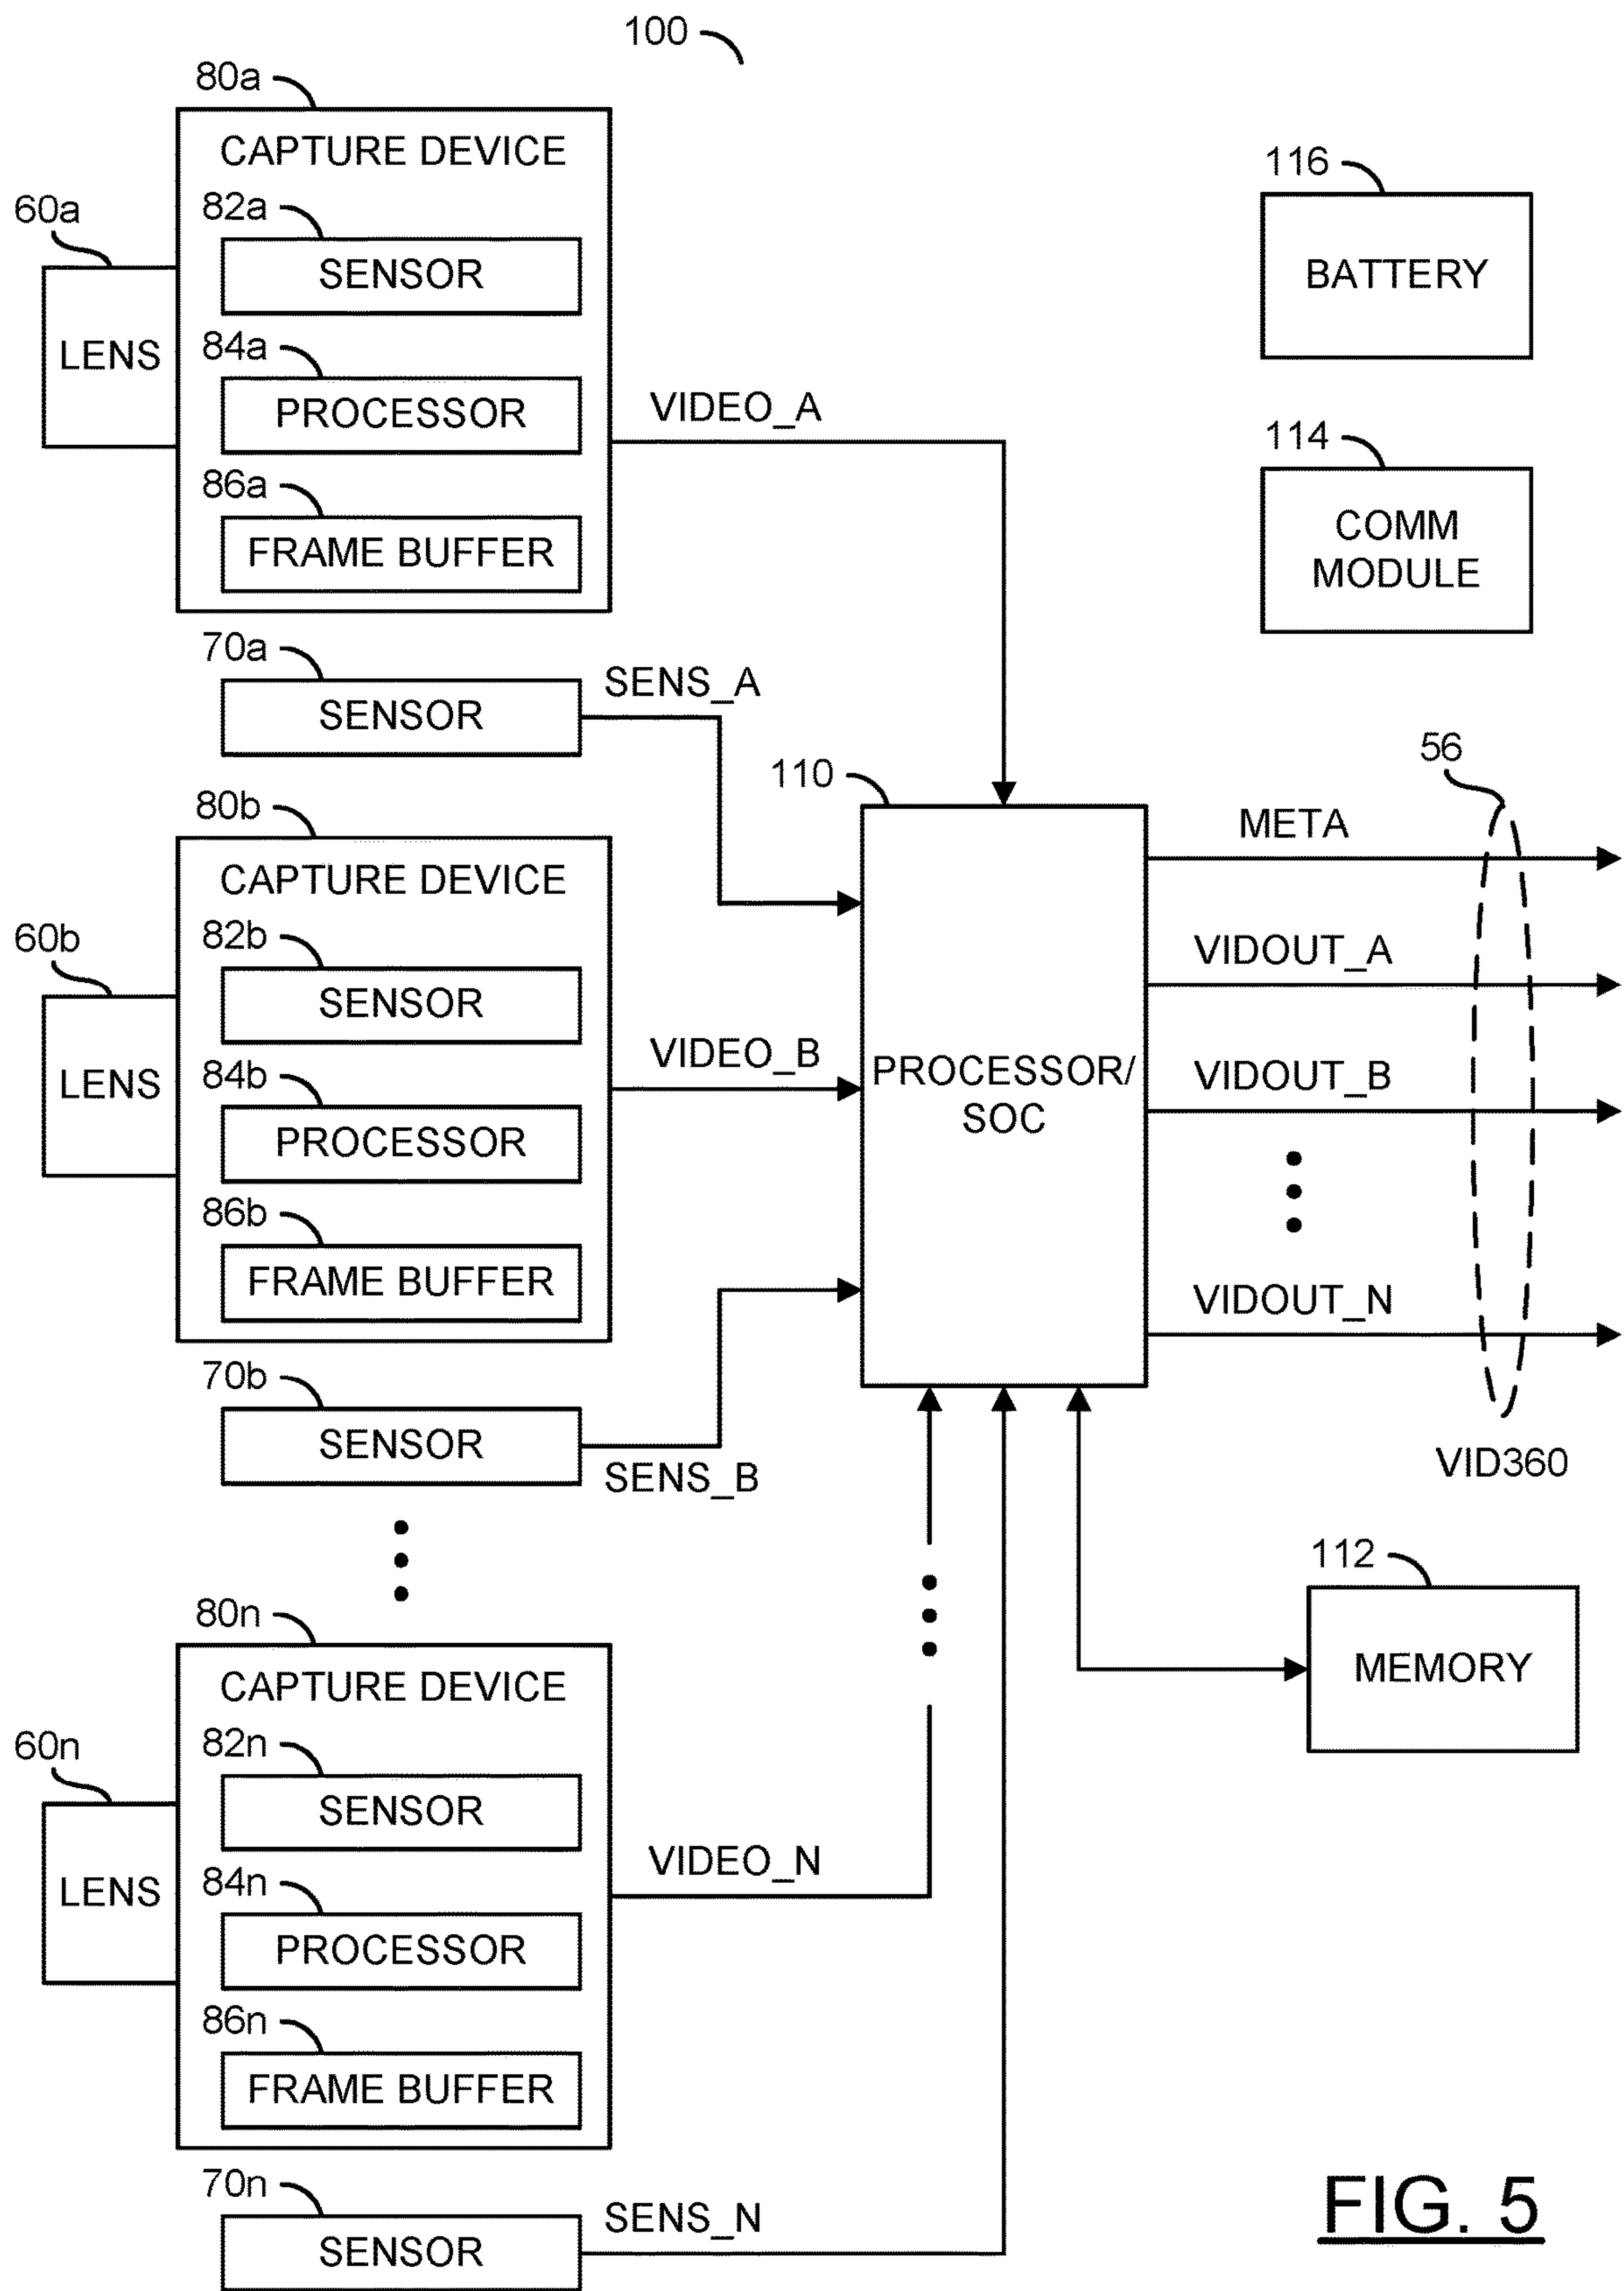 100
80a
CAPTURE DEVICE
116
60a
82a
SENSOR
BATTERY
LENS
84a
PROCESSOR
VIDEO_A
114
86a
FRAME BUFFER
COMM
MODULE
70a
SENSOR
SENS_A
110
56
80b
CAPTURE DEVICE
META
60b
82b
SENSOR
VIDOUT_A
LENS
84b
PROCESSOR
VIDEO_B
PROCESSOR/
SOC
VIDOUT_B
86b
FRAME BUFFER
VIDOUT_N
70b
SENSOR
SENS_B
VID360
112
80n
CAPTURE DEVICE
MEMORY
60n
82n
SENSOR
LENS
84n
PROCESSOR
VIDEO_N
86n
FRAME BUFFER
70n
SENSOR
SENS_N
FIG. 5